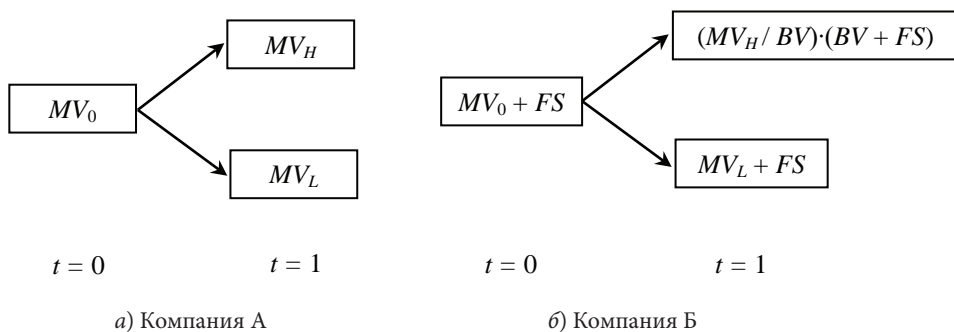 MV_H
(MV_H / BV)·(BV + FS)
MV_0
MV_0 + FS
MV_L
MV_L + FS
t = 0 t = 1 t = 0 t = 1
а) Компания А б) Компания Б